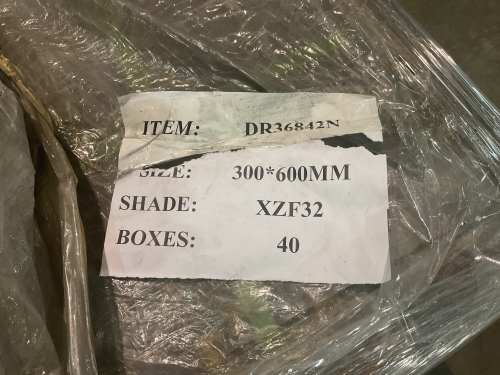 ITEM: DR36842N
SIZE: 300*600MM
SHADE: XZF32
BOXES: 40